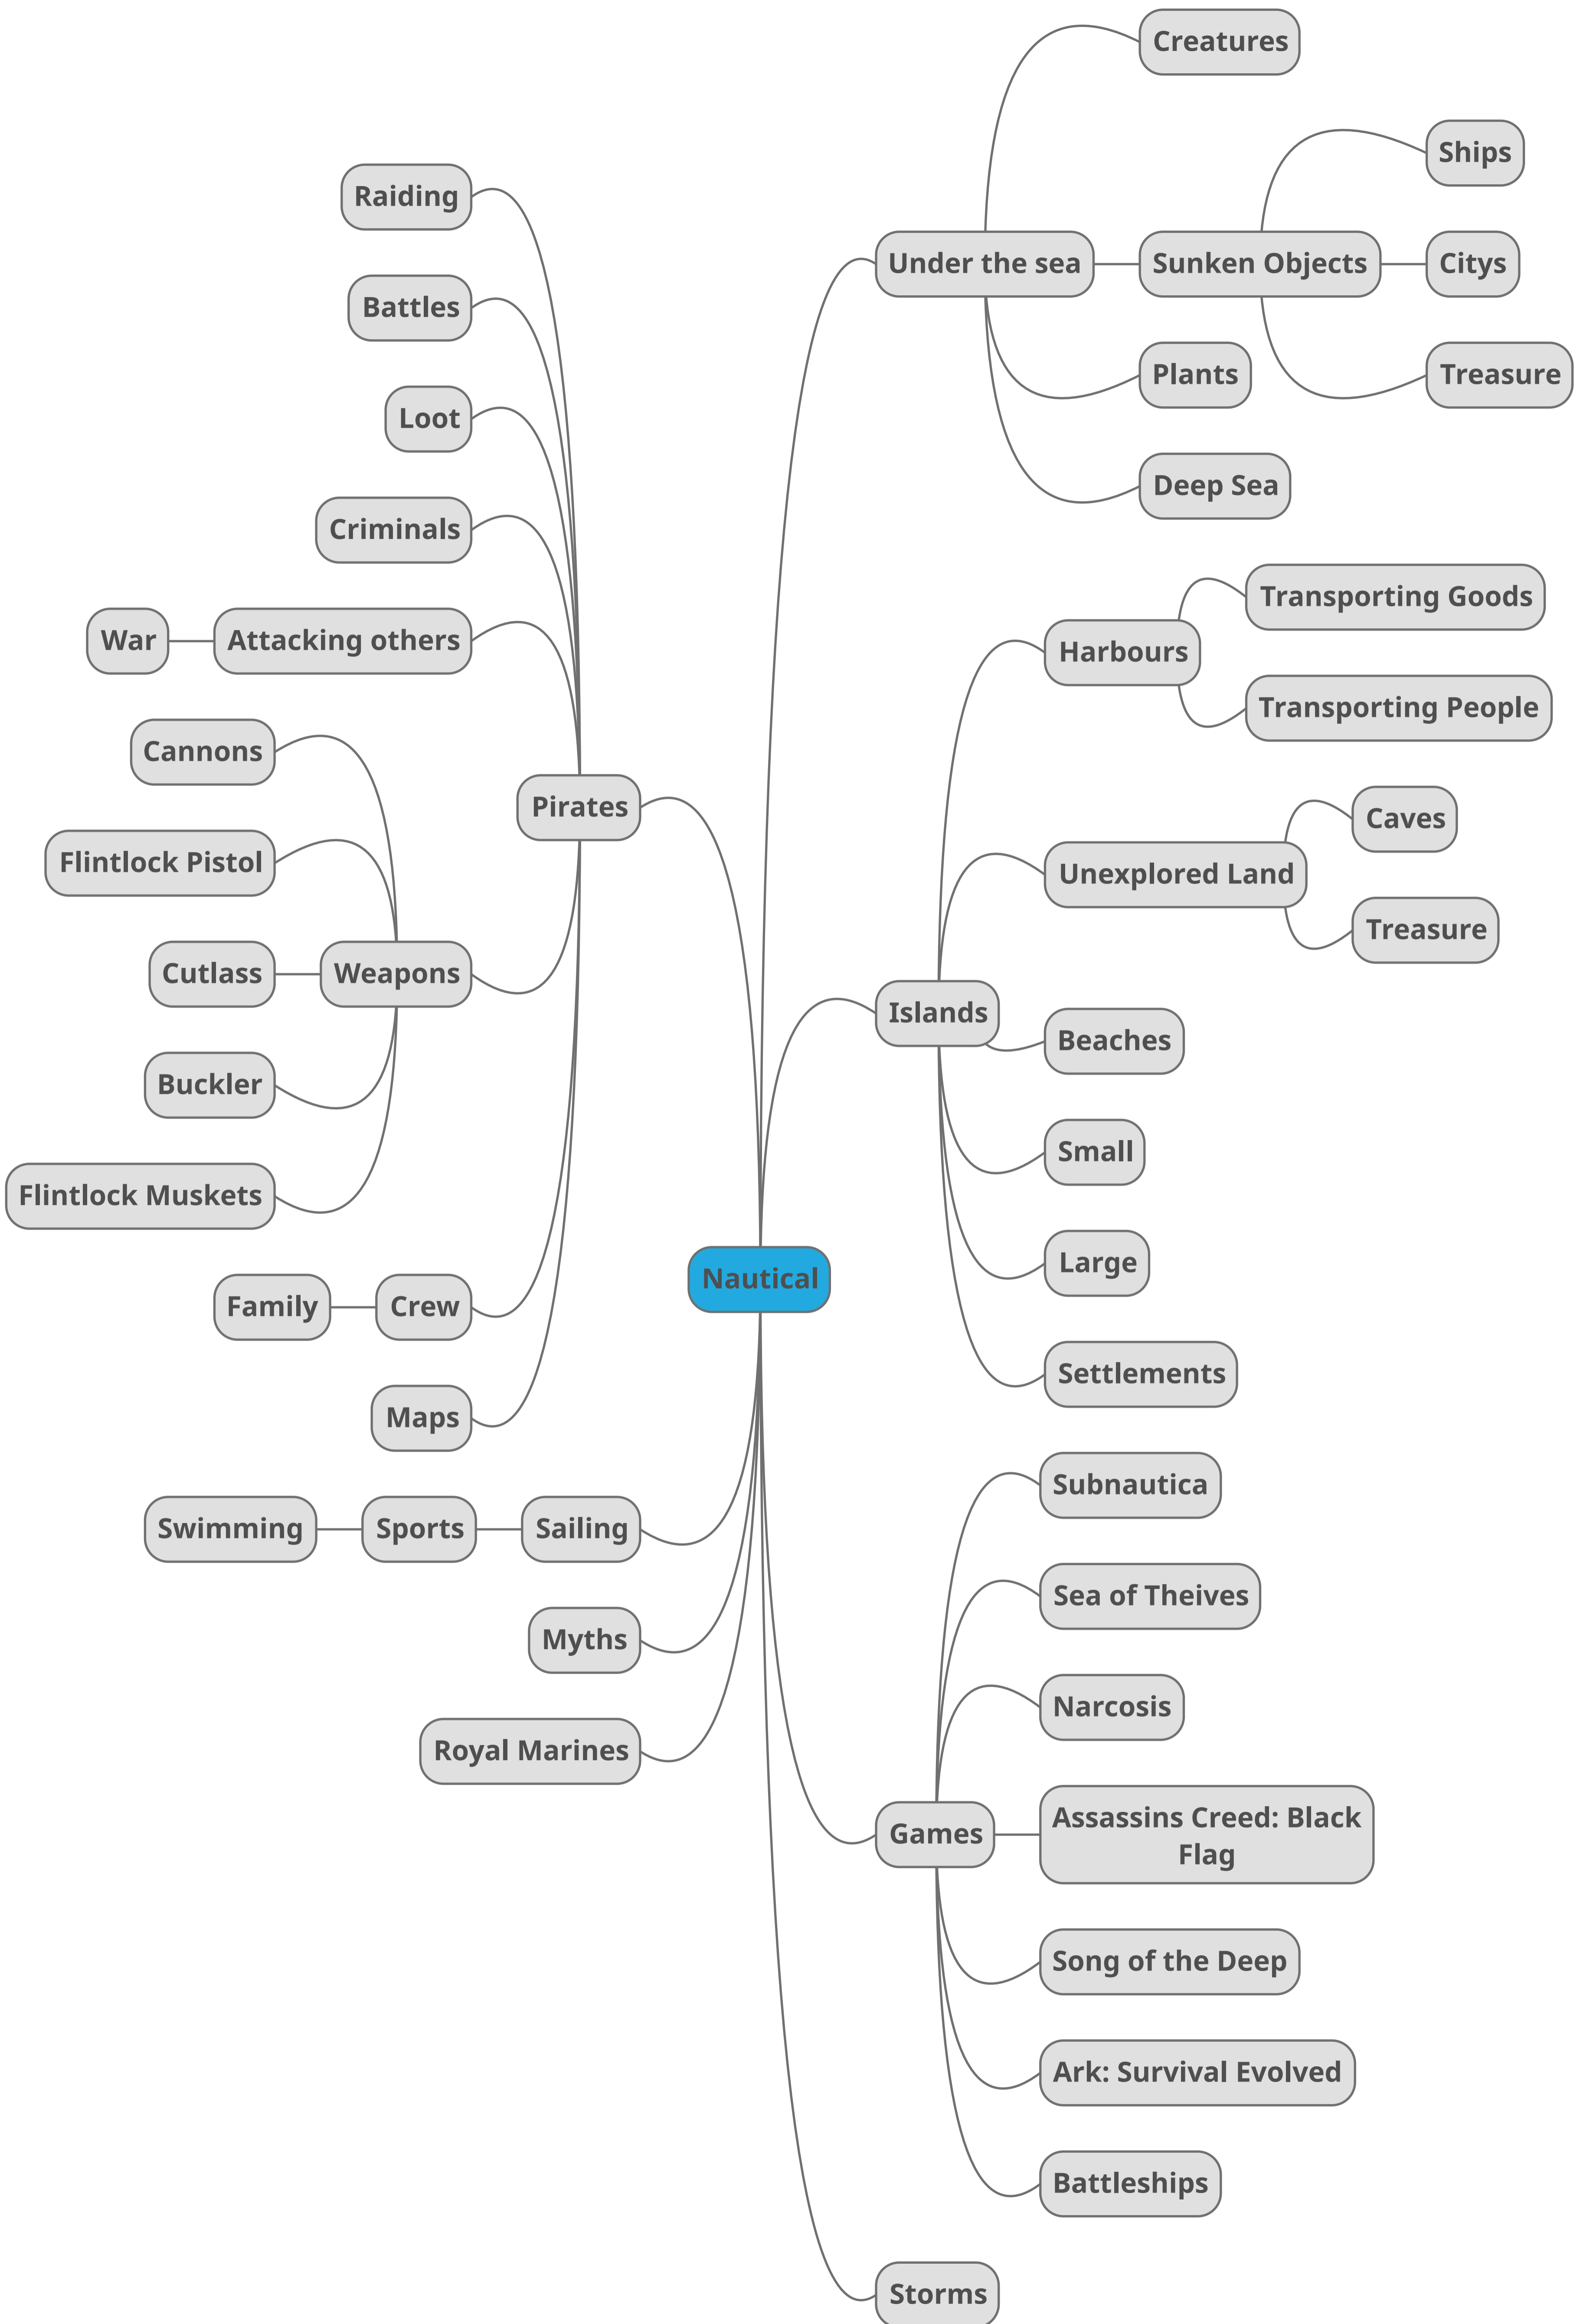 Creatures
Ships
Raiding
Under the sea
Sunken Objects
Citys
Battles
Plants
Treasure
Loot
Deep Sea
Criminals
Transporting Goods
War
Attacking others
Harbours
Transporting People
Cannons
Pirates
Caves
Flintlock Pistol
Unexplored Land
Treasure
Cutlass
Weapons
Islands
Beaches
Buckler
Small
Flintlock Muskets
Large
Nautical
Family
Crew
Settlements
Maps
Subnautica
Swimming
Sports
Sailing
Sea of Theives
Myths
Narcosis
Royal Marines
Games
Assassins Creed: Black
Flag
Song of the Deep
Ark: Survival Evolved
Battleships
Storms